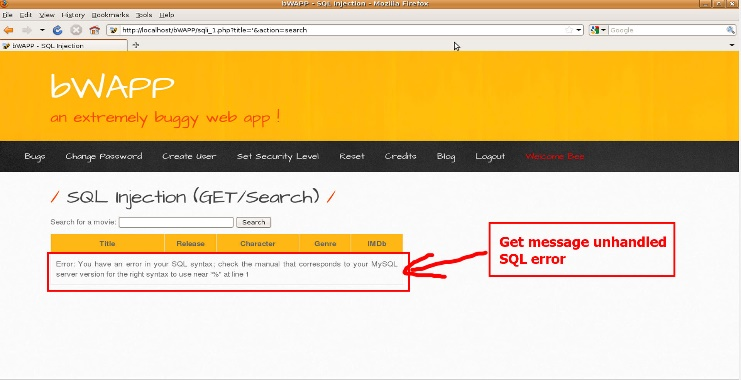 bWAPP - SQL Injection - Mozilla Firefox
File Edit View History Bookmarks Tools Help
http://localhost/bWAPP/sqli_1.php?title='&action=search
Google
bWAPP - SQL Injection
bWAPP
an extremely buggy web app !
Bugs Change Password Create User Set Security Level Reset Credits Blog Logout Welcome Bee
/ SQL Injection (GET/Search) /
Search for a movie: Search
Title Release Character Genre IMDb
Error: You have an error in your SQL syntax; check the manual that corresponds to your MySQL
server version for the right syntax to use near '%' at line 1
Get message unhandled
SQL error